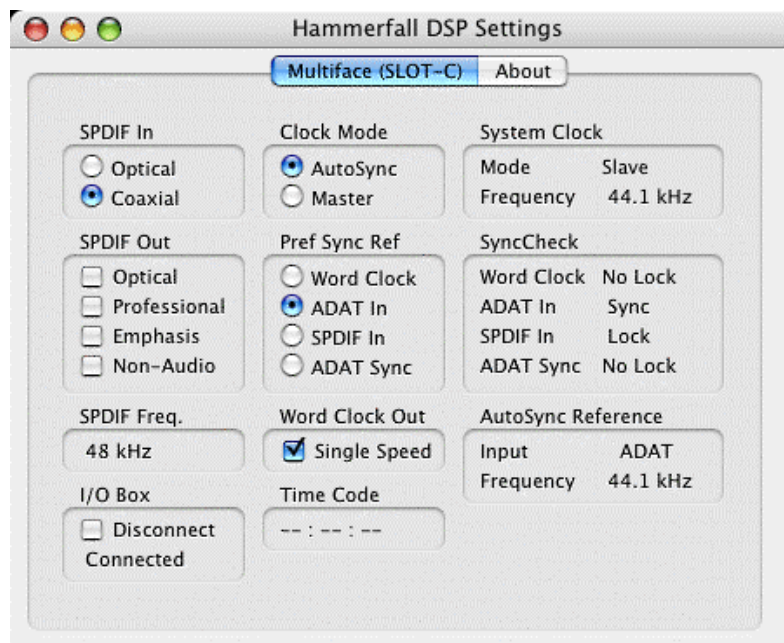 Hammerfall DSP Settings
Multiface (SLOT-C) About
SPDIF In
Optical
Coaxial
Clock Mode
AutoSync
Master
System Clock
Mode Slave
Frequency 44.1 kHz
SPDIF Out
Optical
Professional
Emphasis
Non-Audio
Pref Sync Ref
Word Clock
ADAT In
SPDIF In
ADAT Sync
SyncCheck
Word Clock No Lock
ADAT In Sync
SPDIF In Lock
ADAT Sync No Lock
SPDIF Freq.
48 kHz
Word Clock Out
Single Speed
AutoSync Reference
Input ADAT
Frequency 44.1 kHz
I/O Box
Disconnect
Connected
Time Code
-- : -- : --